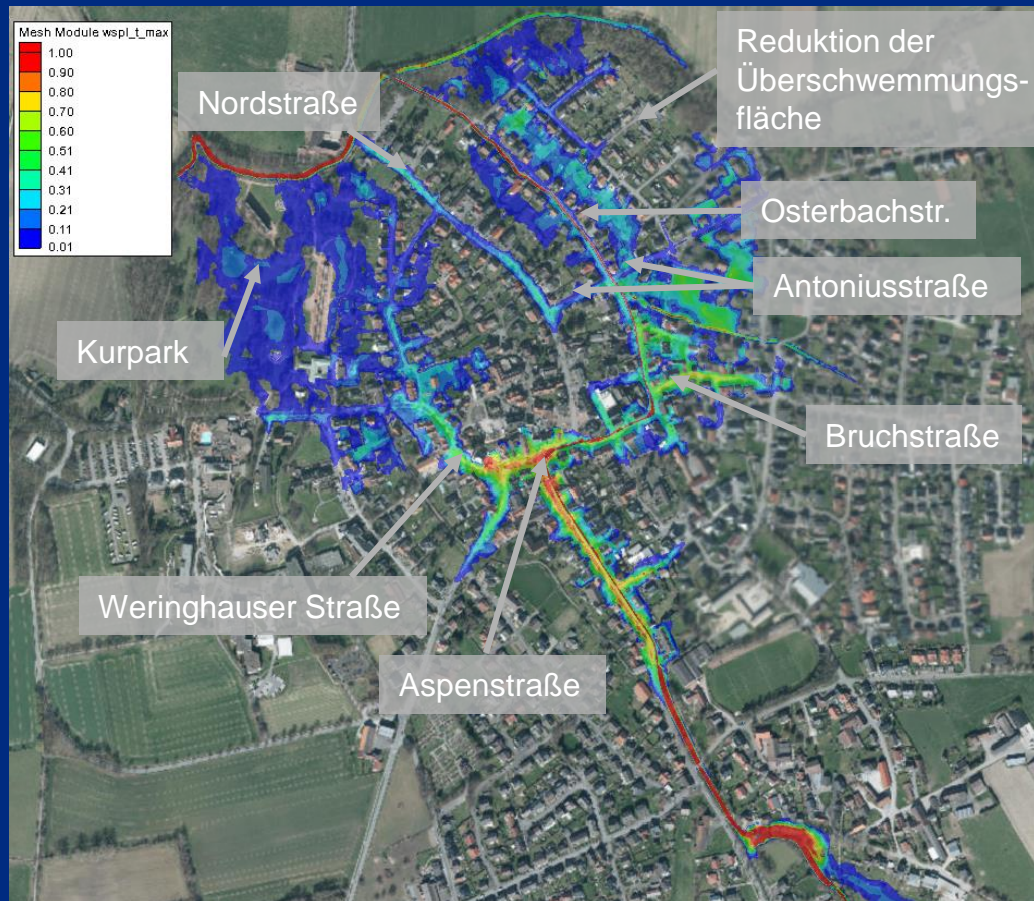 Mesh Module wspl_t_max
1.00
0.90
0.80
0.70
0.60
0.51
0.41
0.31
0.21
0.11
0.01
Nordstraße
Reduktion der
Überschwemmungs-
fläche
Osterbachstr.
Antoniusstraße
Kurpark
Bruchstraße
Weringhauser Straße
Aspenstraße